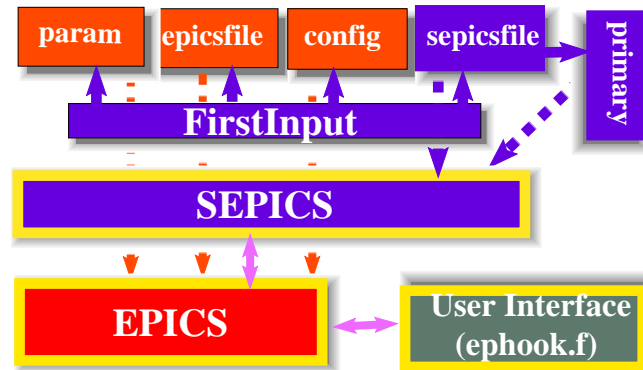 param
epicsfile
config
sepicsfile
primary
FirstInput
SEPICS
EPICS
User Interface
(ephook.f)